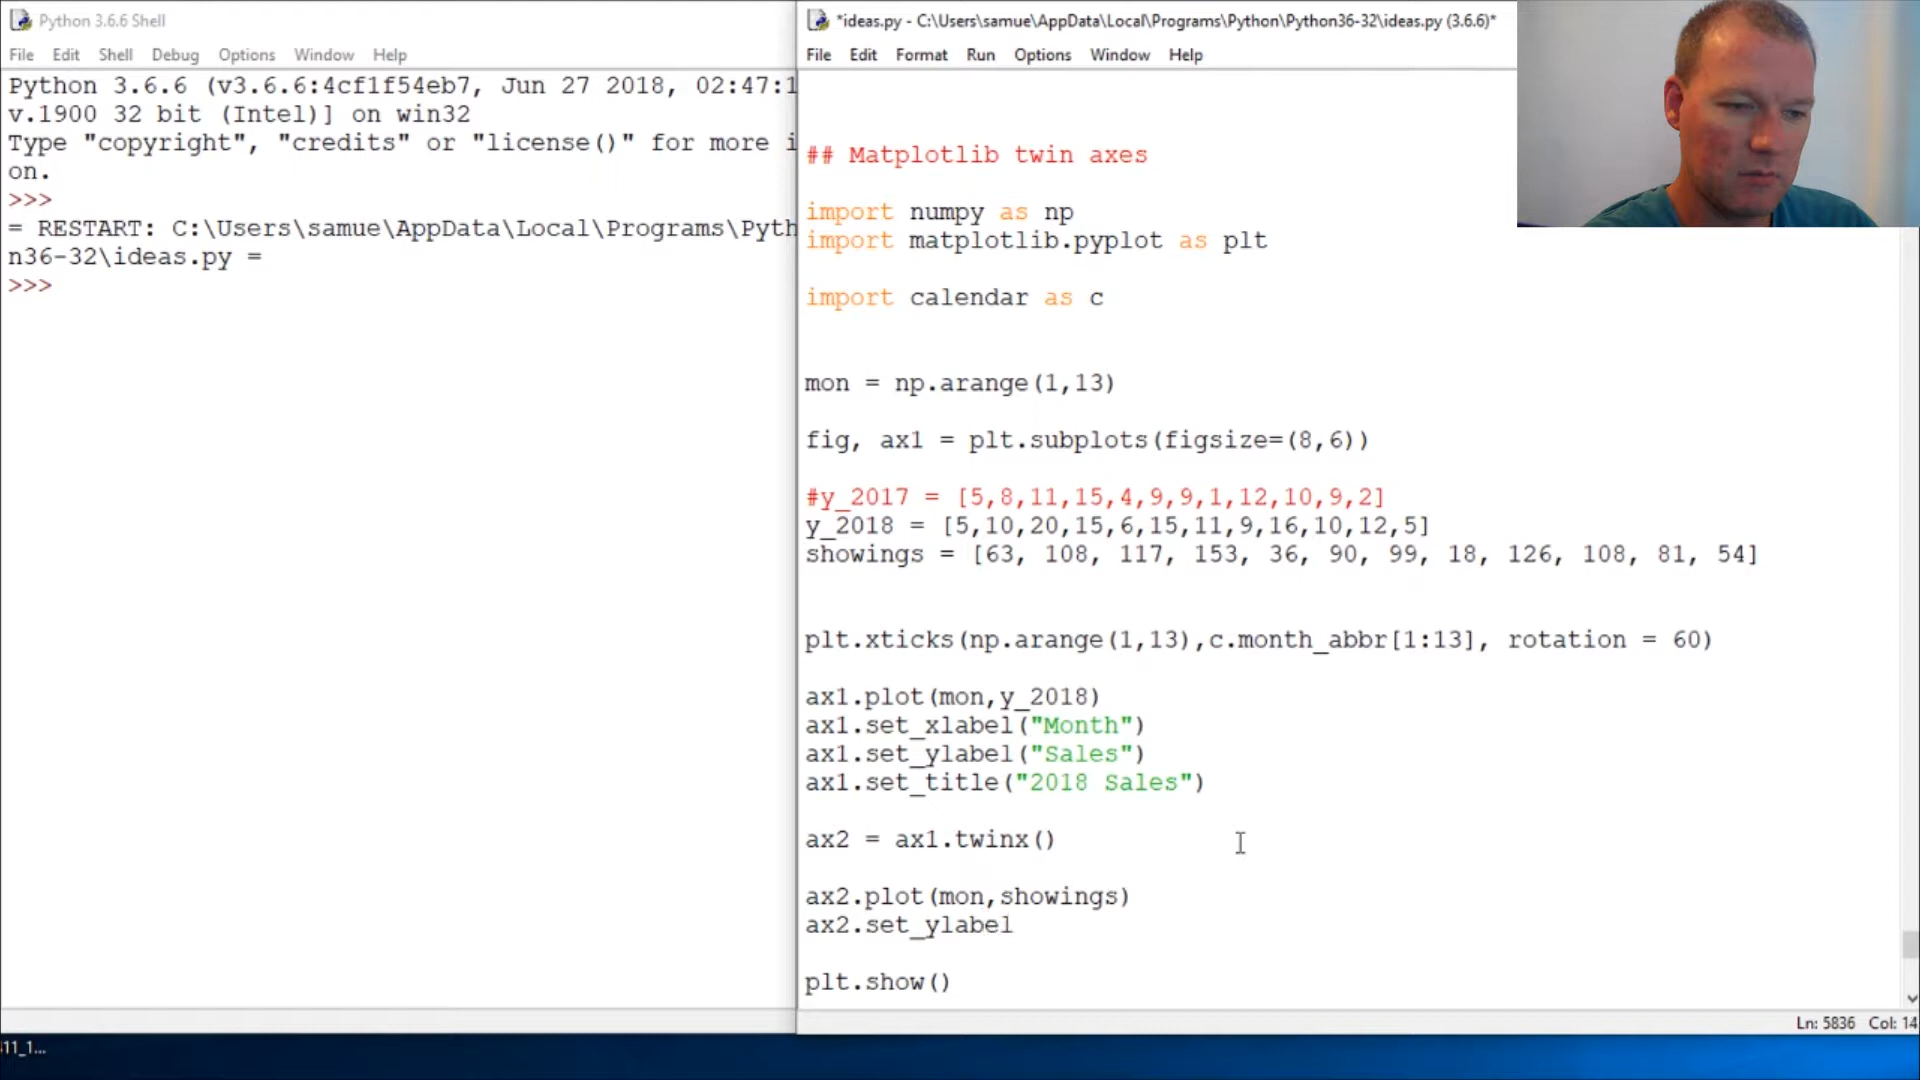 Python 3.6.6 Shell
File Edit Shell Debug Options Window Help
Python 3.6.6 (v3.6.6:4cf1f54eb7, Jun 27 2018, 02:47:1
v.1900 32 bit (Intel)] on win32
Type "copyright", "credits" or "license()" for more i
on.
>>>
= RESTART: C:\Users\samue\AppData\Local\Programs\Pyth
n36-32\ideas.py =
>>>
*ideas.py - C:\Users\samue\AppData\Local\Programs\Python\Python36-32\ideas.py (3.6.6)*
File Edit Format Run Options Window Help
## Matplotlib twin axes
import numpy as np
import matplotlib.pyplot as plt
import calendar as c
mon = np.arange(1,13)
fig, ax1 = plt.subplots(figsize=(8,6))
#y_2017 = [5,8,11,15,4,9,9,1,12,10,9,2]
y_2018 = [5,10,20,15,6,15,11,9,16,10,12,5]
showings = [63, 108, 117, 153, 36, 90, 99, 18, 126, 108, 81, 54]
plt.xticks(np.arange(1,13),c.month_abbr[1:13], rotation = 60)
ax1.plot(mon,y_2018)
ax1.set_xlabel("Month")
ax1.set_ylabel("Sales")
ax1.set_title("2018 Sales")
ax2 = ax1.twinx()
ax2.plot(mon,showings)
ax2.set_ylabel
plt.show()
Ln: 5836 Col: 14
11_1...